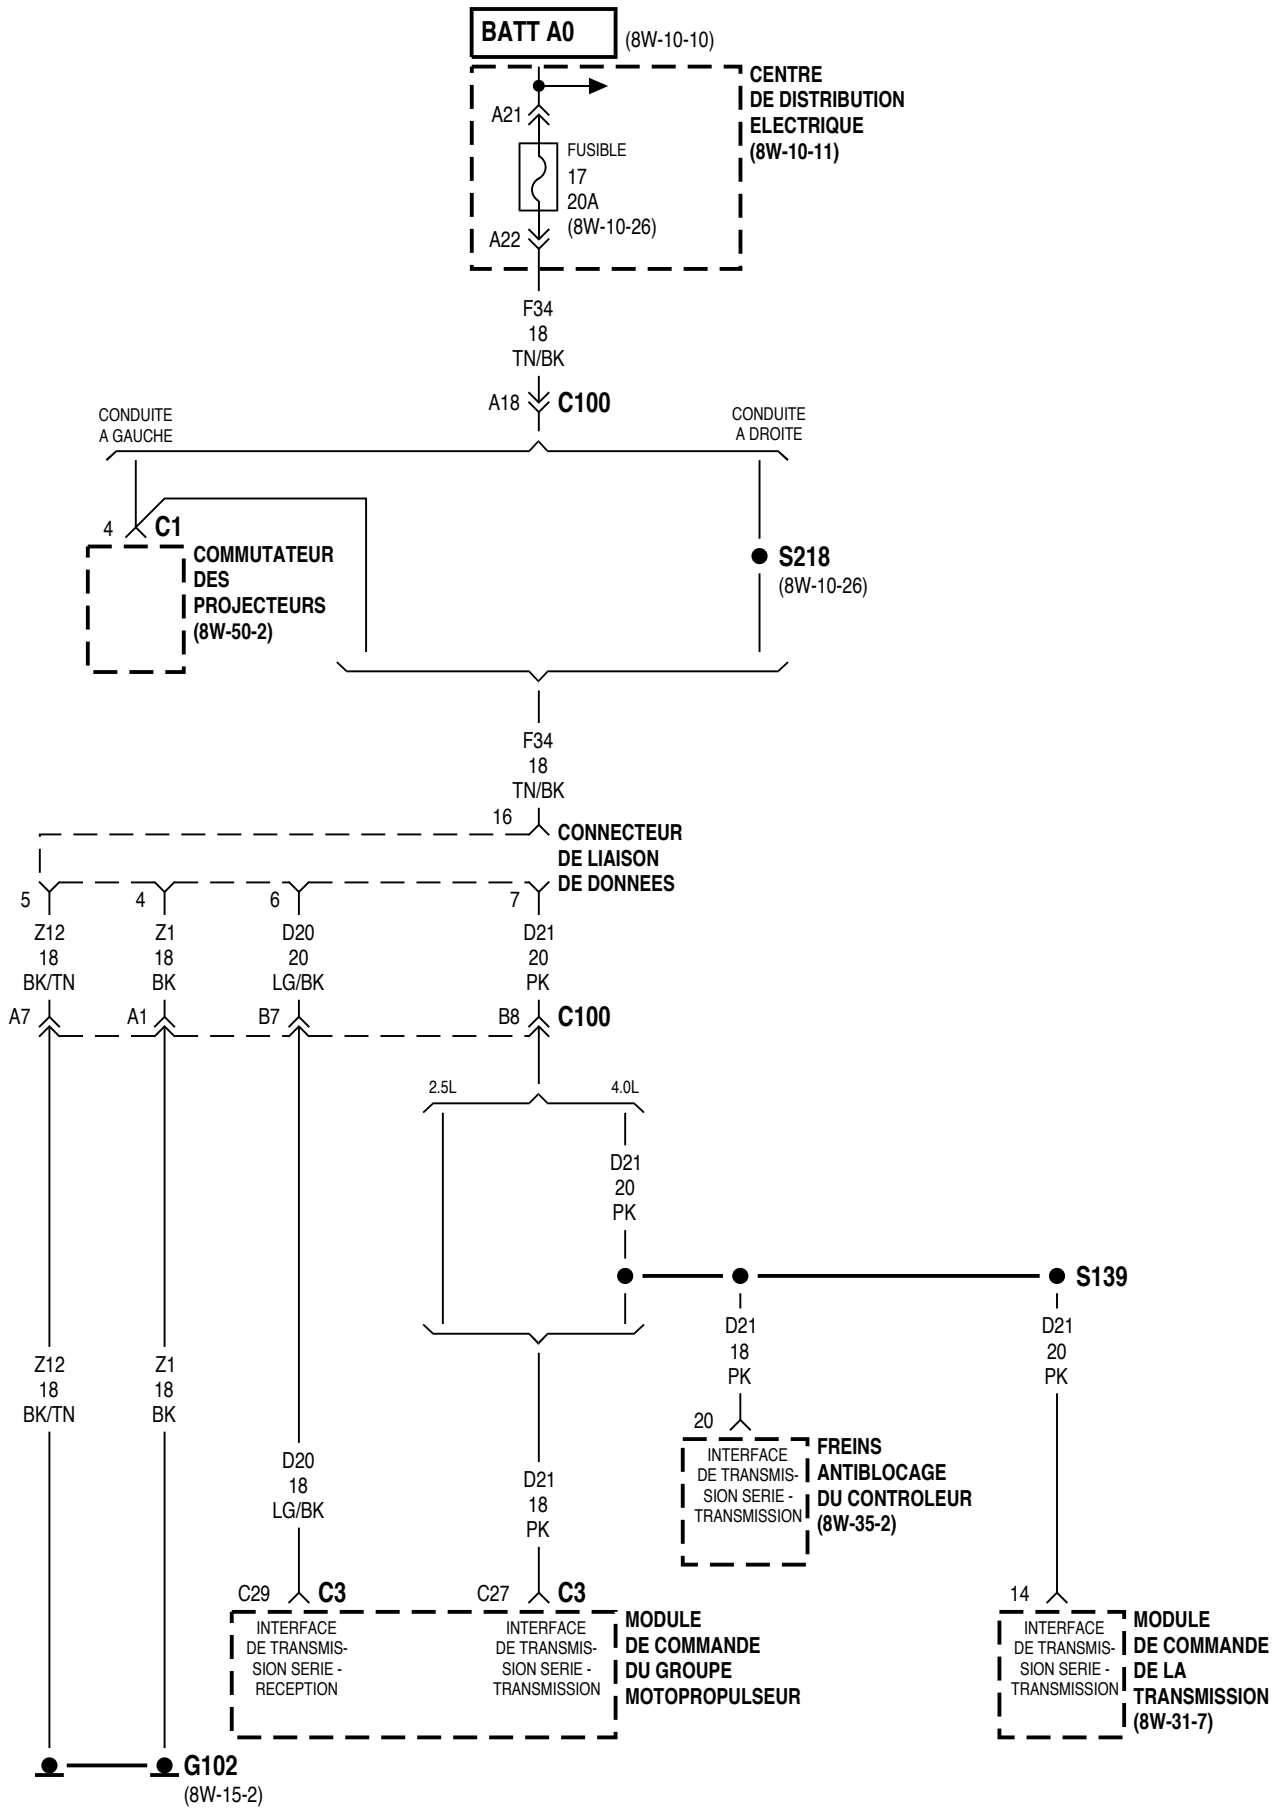 BATT A0
(8W-10-10)
CENTRE
DE DISTRIBUTION
ELECTRIQUE
(8W-10-11)
A21
FUSIBLE
17
20A
(8W-10-26)
A22
F34
18
TN/BK
A18
C100
CONDUITE
A GAUCHE
CONDUITE
A DROITE
4
C1
COMMUTATEUR
DES
PROJECTEURS
(8W-50-2)
S218
(8W-10-26)
F34
18
TN/BK
16
CONNECTEUR
DE LIAISON
DE DONNEES
5
4
6
7
Z12
18
BK/TN
Z1
18
BK
D20
20
LG/BK
D21
20
PK
A7
A1
B7
B8
C100
2.5L
4.0L
D21
20
PK
S139
D21
18
PK
D21
20
PK
Z12
18
BK/TN
Z1
18
BK
20
INTERFACE
DE TRANSMIS-
SION SERIE -
TRANSMISSION
FREINS
ANTIBLOCAGE
DU CONTROLEUR
(8W-35-2)
D20
18
LG/BK
D21
18
PK
C29
C3
C27
C3
INTERFACE
DE TRANSMIS-
SION SERIE -
RECEPTION
INTERFACE
DE TRANSMIS-
SION SERIE -
TRANSMISSION
MODULE
DE COMMANDE
DU GROUPE
MOTOPROPULSEUR
14
INTERFACE
DE TRANSMIS-
SION SERIE -
TRANSMISSION
MODULE
DE COMMANDE
DE LA
TRANSMISSION
(8W-31-7)
G102
(8W-15-2)